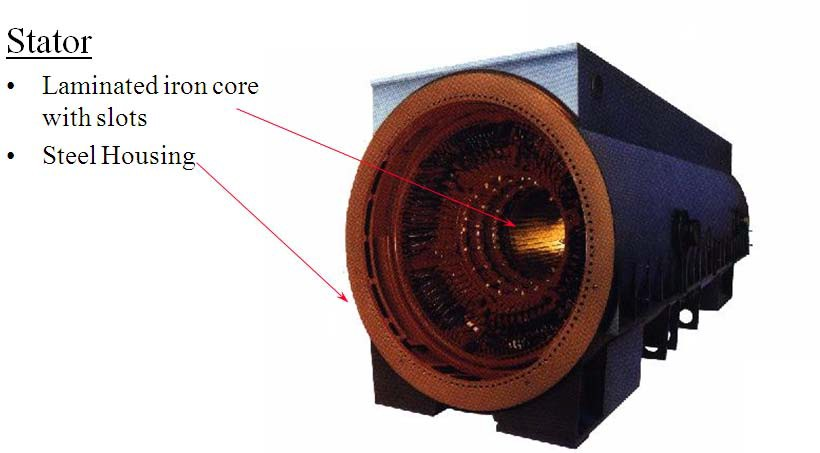 Stator
• Laminated iron core
with slots
• Steel Housing